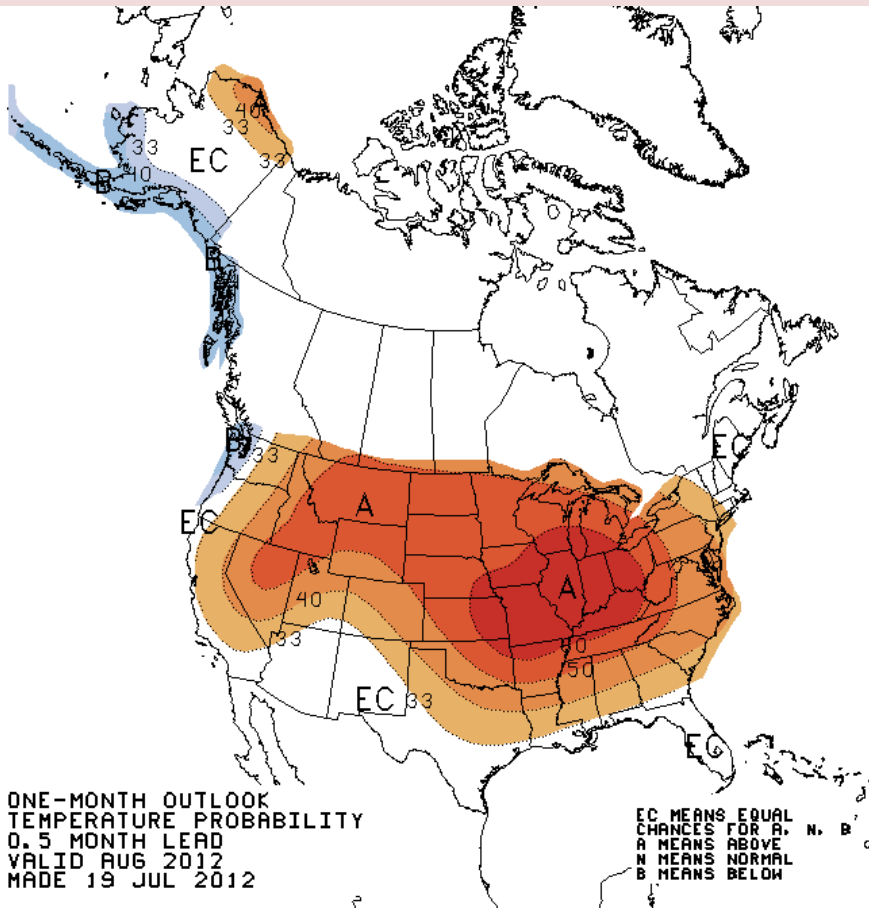 A
40
33
33
EC
33
40
B
B
B
33
EC
A
EC
A
40
33
50
EC
33
EC
ONE-MONTH OUTLOOK
TEMPERATURE PROBABILITY
0.5 MONTH LEAD
VALID AUG 2012
MADE 19 JUL 2012
EC MEANS EQUAL
CHANCES FOR A, N, B
A MEANS ABOVE
N MEANS NORMAL
B MEANS BELOW